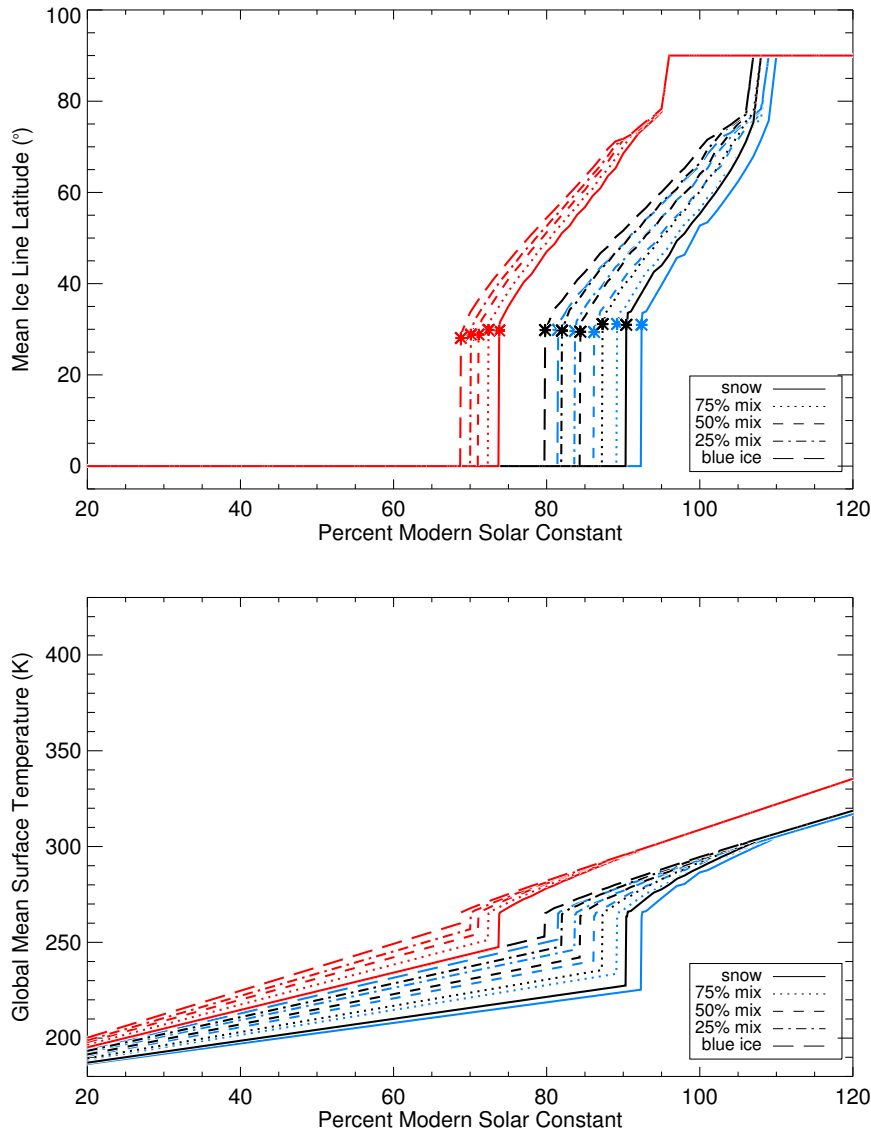 100
80
60
40
20
0
Mean Ice Line Latitude (°)
snow
75% mix
50% mix
25% mix
blue ice
20 40 60 80 100 120
Percent Modern Solar Constant
400
350
300
250
200
Global Mean Surface Temperature (K)
snow
75% mix
50% mix
25% mix
blue ice
20 40 60 80 100 120
Percent Modern Solar Constant